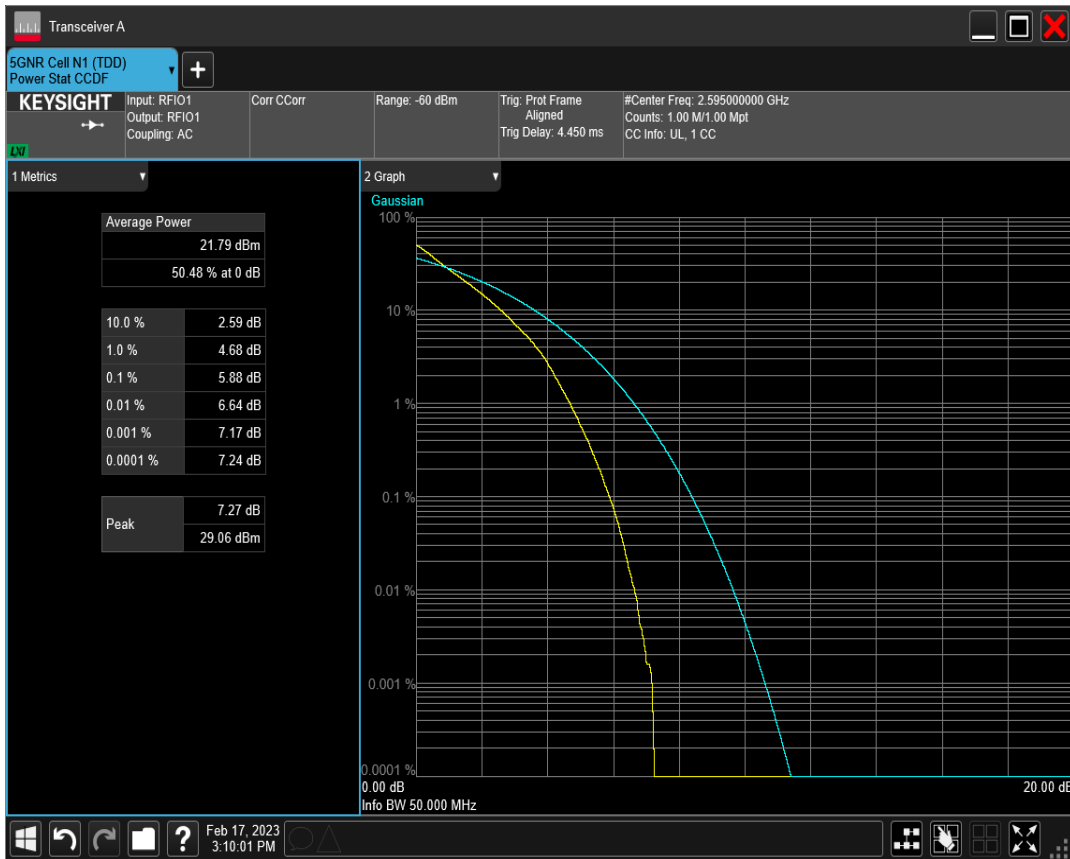 Transceiver A
5GNR Cell N1 (TDD)
Power Stat CCDF
+
KEYSIGHT
LXI
Input: RFIO1
Output: RFIO1
Coupling: AC
Corr CCorr
Range: -60 dBm
Trig: Prot Frame
Aligned
Trig Delay: 4.450 ms
#Center Freq: 2.595000000 GHz
Counts: 1.00 M/1.00 Mpt
CC Info: UL, 1 CC
1 Metrics
Average Power
21.79 dBm
50.48 % at 0 dB
10.0 % 2.59 dB
1.0 % 4.68 dB
0.1 % 5.88 dB
0.01 % 6.64 dB
0.001 % 7.17 dB
0.0001 % 7.24 dB
Peak
7.27 dB
29.06 dBm
2 Graph
Gaussian
100 %
10 %
1 %
0.1 %
0.01 %
0.001 %
0.0001 %
0.00 dB 20.00 dB
Info BW 50.000 MHz
?
Feb 17, 2023
3:10:01 PM